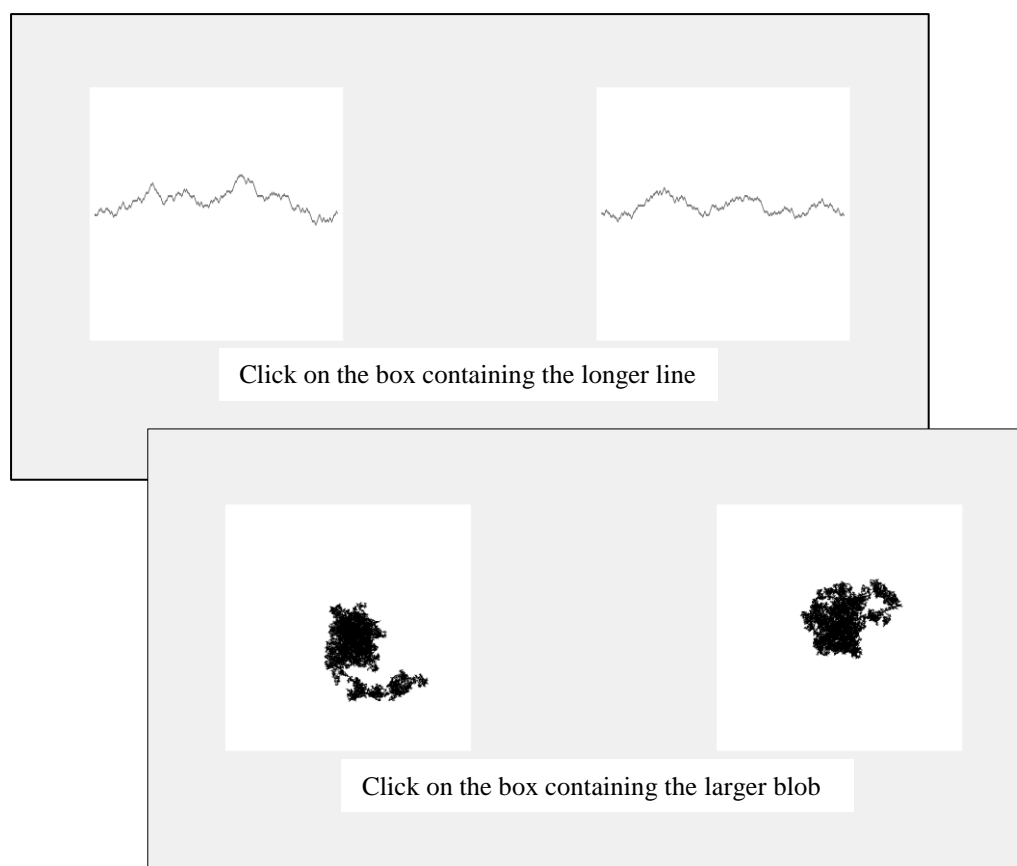 Click on the box containing the longer line
Click on the box containing the larger blob